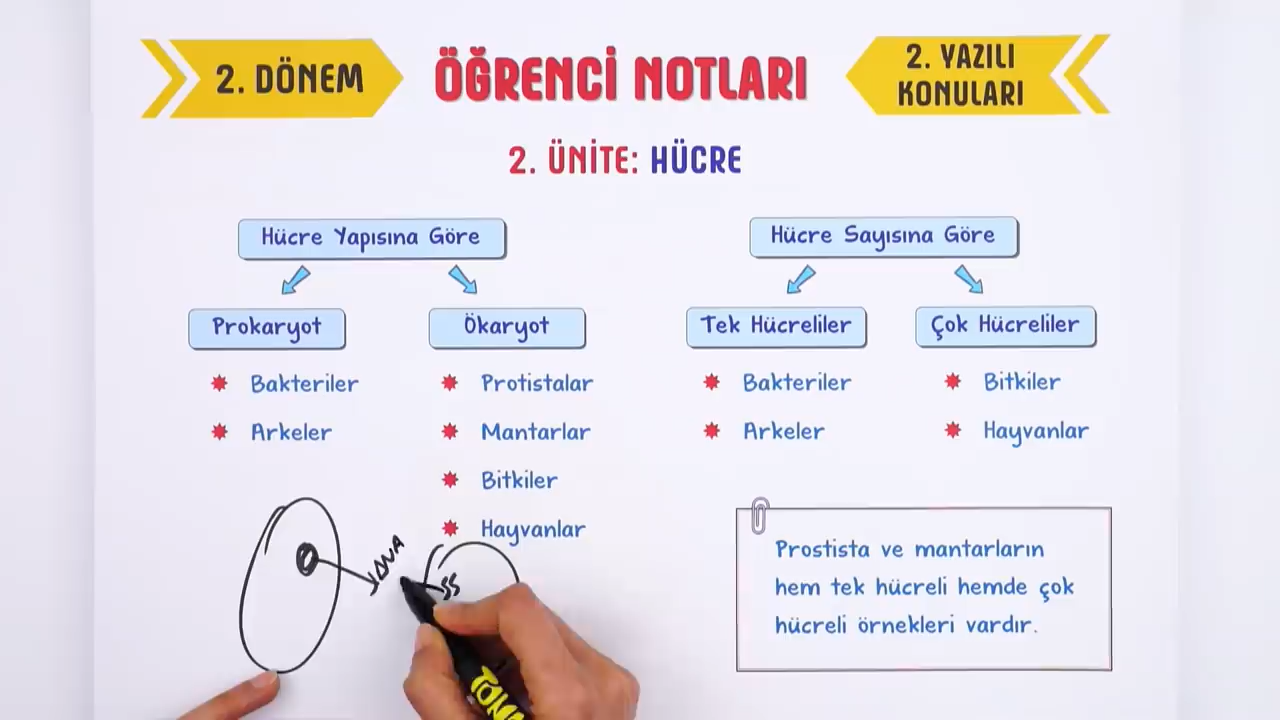 2. DÖNEM
ÖĞRENCİ NOTLARI
2. YAZILI
KONULARI
2. ÜNİTE: HÜCRE
Hücre Yapısına Göre
Prokaryot
Bakteriler
Arkeler
Ökaryot
Protistalar
Mantarlar
Bitkiler
Hayvanlar
Hücre Sayısına Göre
Tek Hücreliler
Bakteriler
Arkeler
Çok Hücreliler
Bitkiler
Hayvanlar
Prostista ve mantarların
hem tek hücreli hemde çok
hücreli örnekleri vardır.
DNA